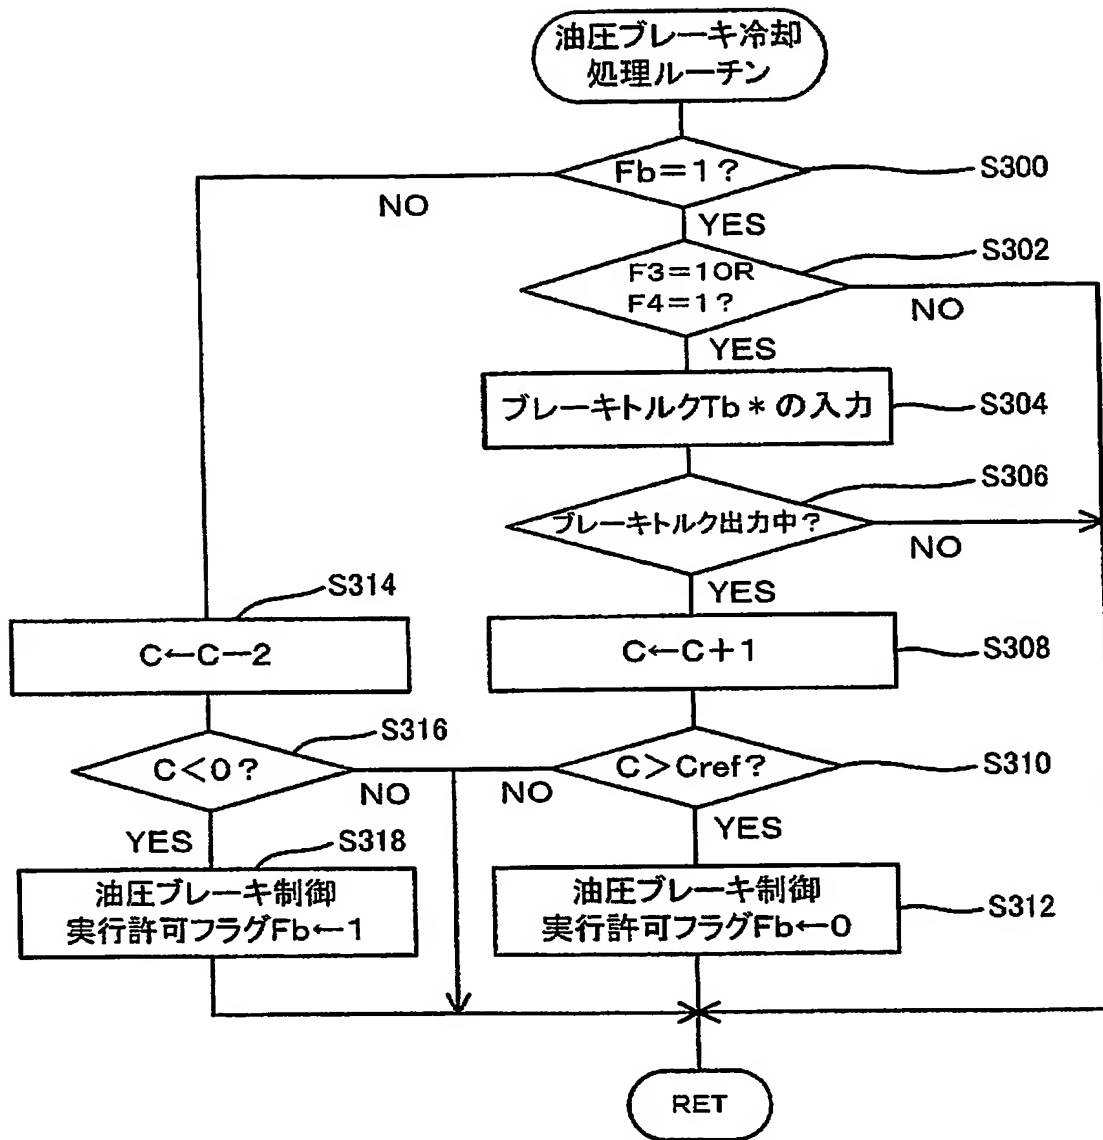 油圧ブレーキ冷却
処理ルーチン
Fb=1?
S300
NO
YES
F3=1OR
F4=1?
S302
NO
YES
ブレーキトルクTb*の入力
S304
ブレーキトルク出力中?
S306
NO
YES
S314
C←C-2
C←C+1
S308
C<0?
S316
NO
NO
C>Cref?
S310
YES
S318
YES
油圧ブレーキ制御
実行許可フラグFb←1
油圧ブレーキ制御
実行許可フラグFb←0
S312
RET